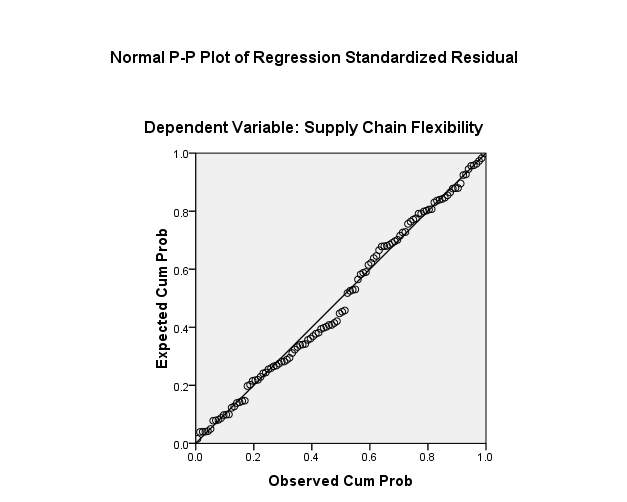 Normal P-P Plot of Regression Standardized Residual
Dependent Variable: Supply Chain Flexibility
1.0
0.8
0.6
0.4
0.2
0.0
Expected Cum Prob
0.0 0.2 0.4 0.6 0.8 1.0
Observed Cum Prob